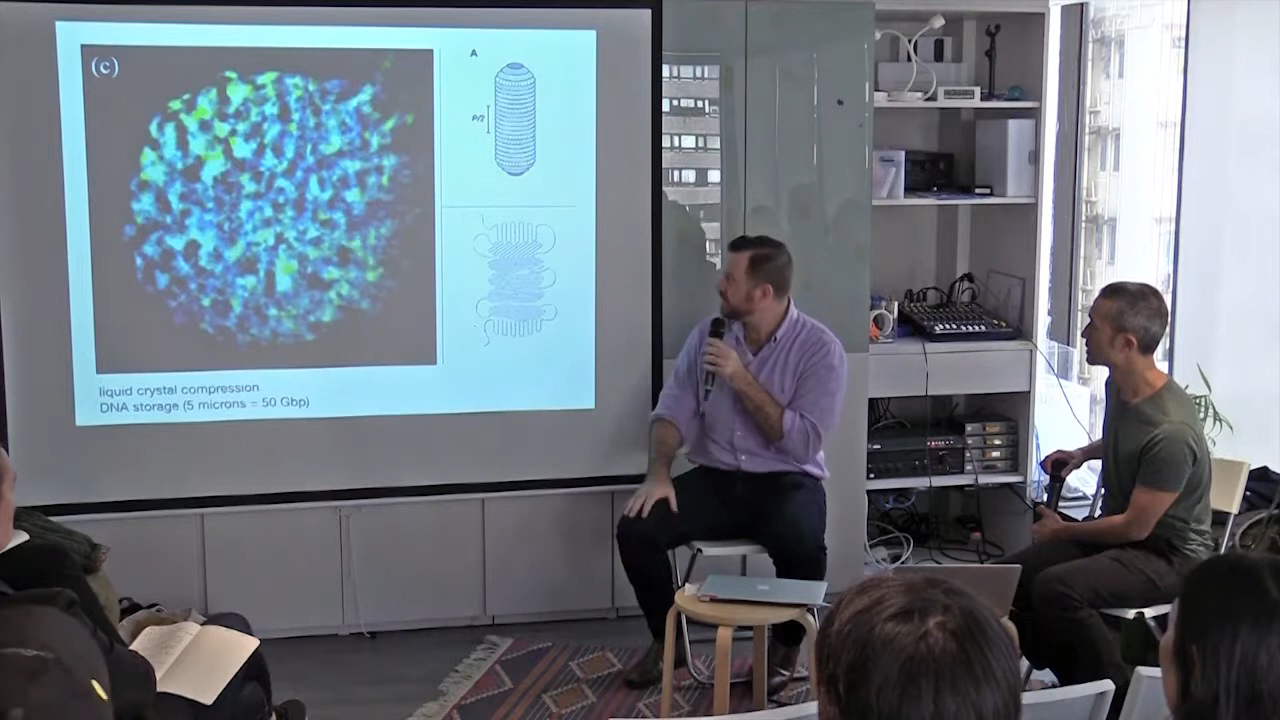 (c)
A
P/2
liquid crystal compression
DNA storage (5 microns = 50 Gbp)